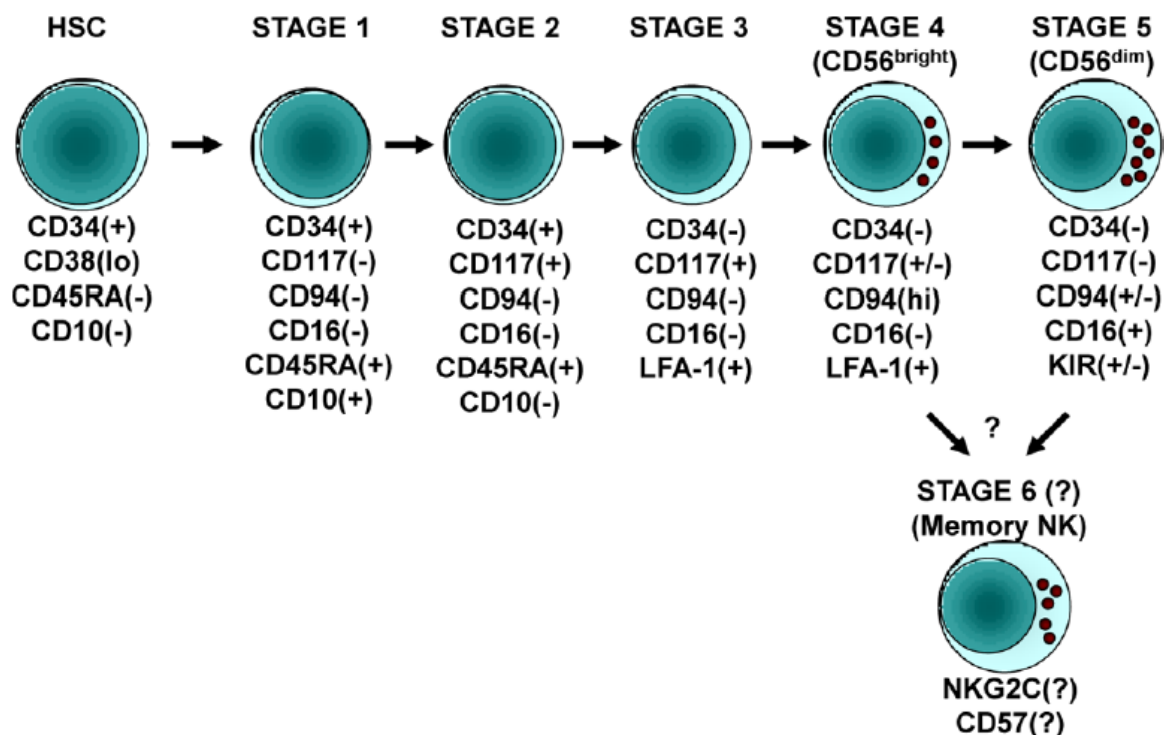 HSC
CD34(+)
CD38(lo)
CD45RA(-)
CD10(-)
STAGE 1
CD34(+)
CD117(-)
CD94(-)
CD16(-)
CD45RA(+)
CD10(+)
STAGE 2
CD34(+)
CD117(+)
CD94(-)
CD16(-)
CD45RA(+)
CD10(-)
STAGE 3
CD34(-)
CD117(+)
CD94(-)
CD16(-)
LFA-1(+)
STAGE 4
(CD56bright)
CD34(-)
CD117(+/-)
CD94(hi)
CD16(-)
LFA-1(+)
STAGE 5
(CD56dim)
CD34(-)
CD117(-)
CD94(+/-)
CD16(+)
KIR(+/-)
?
STAGE 6 (?)
(Memory NK)
NKG2C(?)
CD57(?)